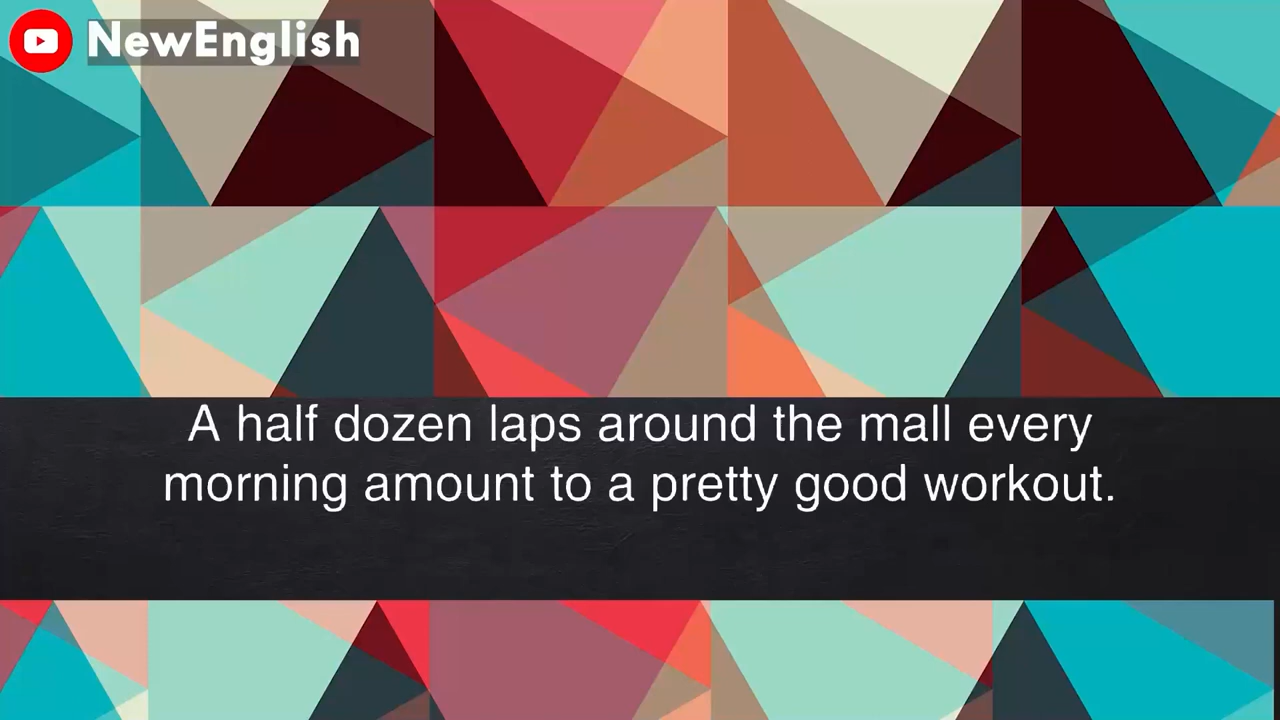 NewEnglish
A half dozen laps around the mall every
morning amount to a pretty good workout.